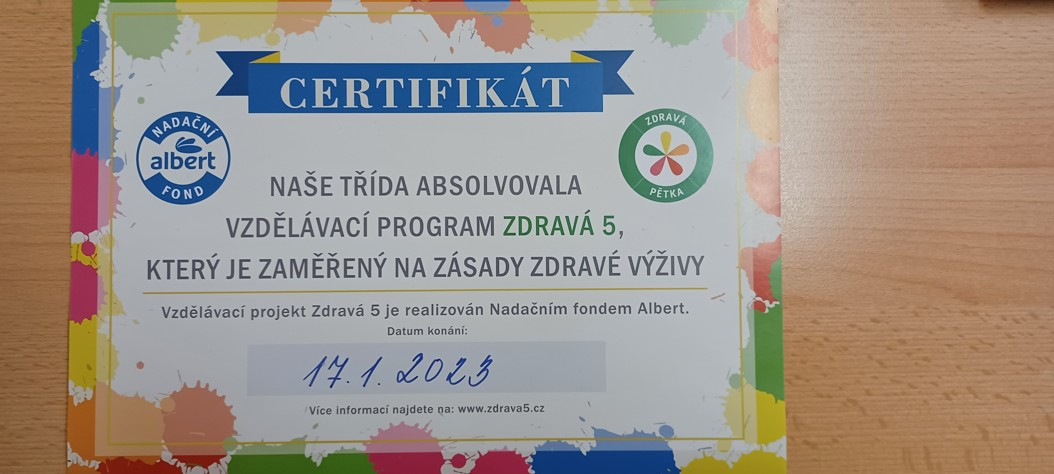 CERTIFIKÁT
NADAČNÍ
albert
FOND
ZDRAVÁ
PĚTKA
NAŠE TŘÍDA ABSOLVOVALA
VZDĚLÁVACÍ PROGRAM ZDRAVÁ 5,
KTERÝ JE ZAMĚŘENÝ NA ZÁSADY ZDRAVÉ VÝŽIVY
Vzdělávací projekt Zdravá 5 je realizován Nadačním fondem Albert.
Datum konání:
17.1.2023
Více informací najdete na: www.zdrava5.cz